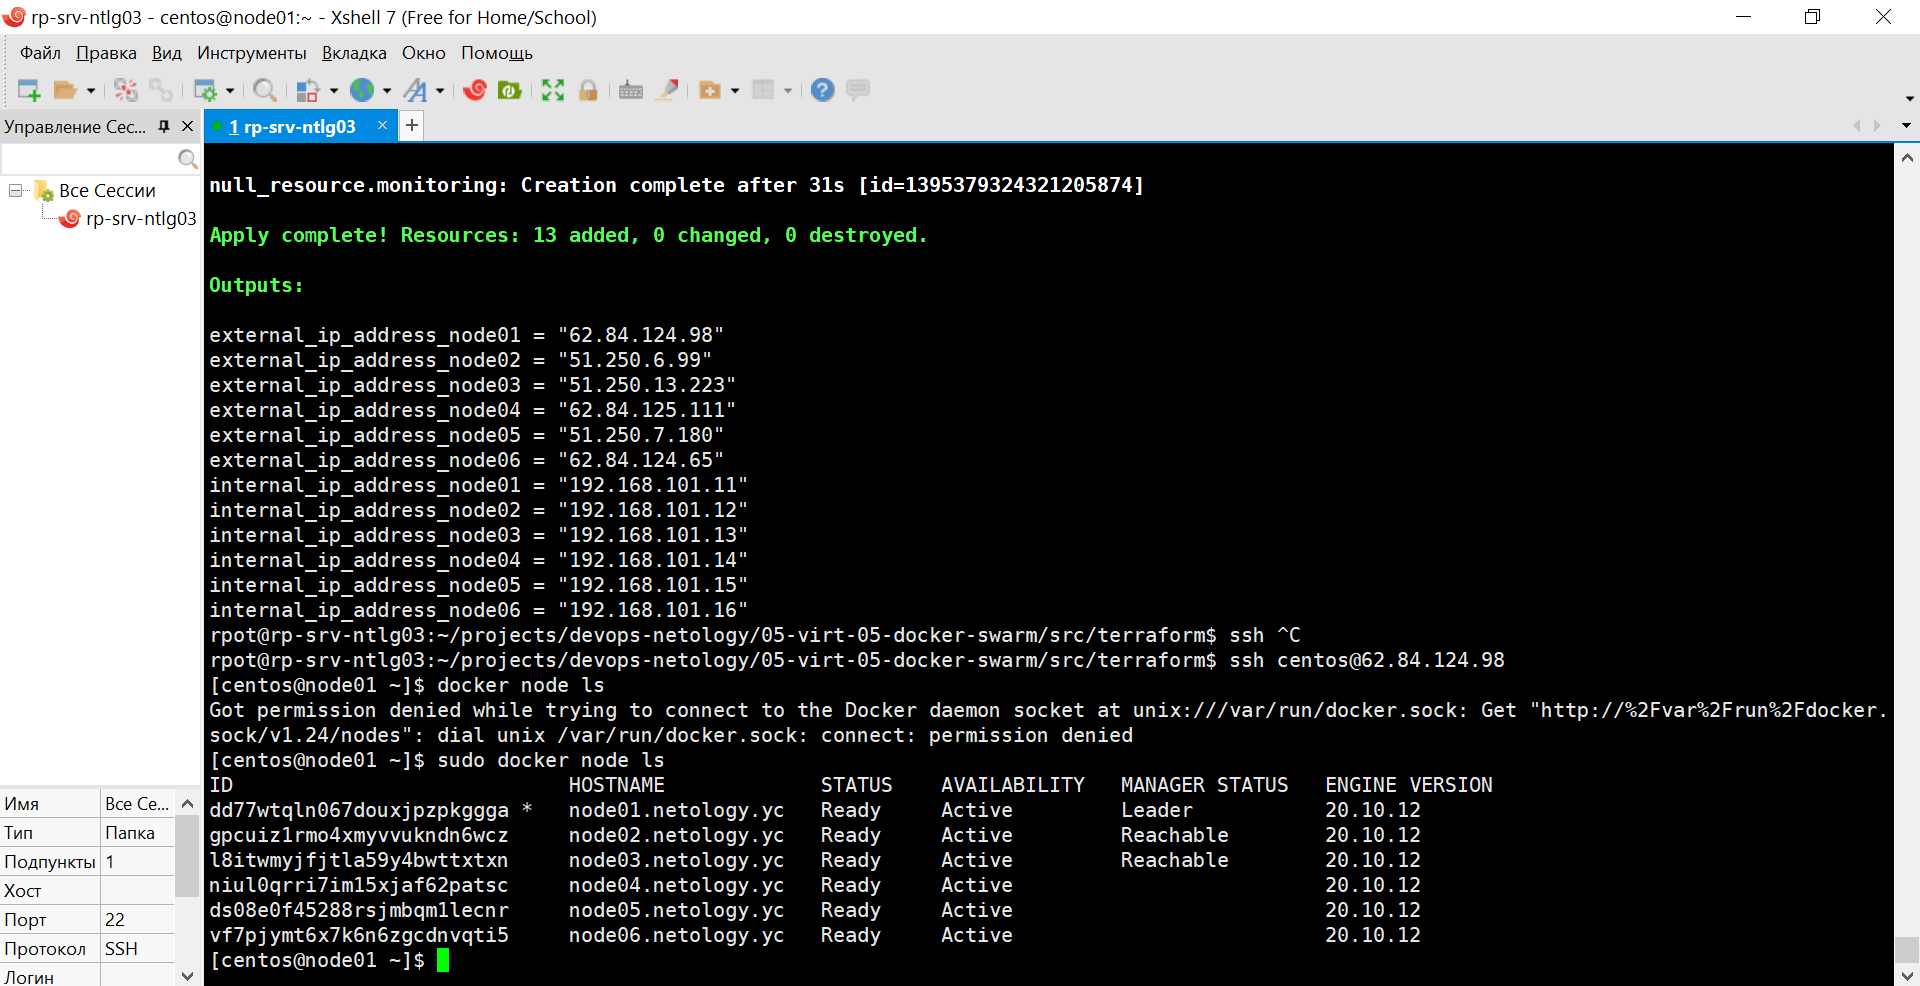 rp-srv-ntlg03 - centos@node01:~ - Xshell 7 (Free for Home/School)
Файл Правка Вид Инструменты Вкладка Окно Помощь
Управление Сес...
1 rp-srv-ntlg03
Все Сессии
rp-srv-ntlg03
null_resource.monitoring: Creation complete after 31s [id=1395379324321205874]
Apply complete! Resources: 13 added, 0 changed, 0 destroyed.
Outputs:
external_ip_address_node01 = "62.84.124.98"
external_ip_address_node02 = "51.250.6.99"
external_ip_address_node03 = "51.250.13.223"
external_ip_address_node04 = "62.84.125.111"
external_ip_address_node05 = "51.250.7.180"
external_ip_address_node06 = "62.84.124.65"
internal_ip_address_node01 = "192.168.101.11"
internal_ip_address_node02 = "192.168.101.12"
internal_ip_address_node03 = "192.168.101.13"
internal_ip_address_node04 = "192.168.101.14"
internal_ip_address_node05 = "192.168.101.15"
internal_ip_address_node06 = "192.168.101.16"
rpot@rp-srv-ntlg03:~/projects/devops-netology/05-virt-05-docker-swarm/src/terraform$ ssh ^C
rpot@rp-srv-ntlg03:~/projects/devops-netology/05-virt-05-docker-swarm/src/terraform$ ssh centos@62.84.124.98
[centos@node01 ~]$ docker node ls
Got permission denied while trying to connect to the Docker daemon socket at unix:///var/run/docker.sock: Get "http://%2Fvar%2Frun%2Fdocker.
sock/v1.24/nodes": dial unix /var/run/docker.sock: connect: permission denied
[centos@node01 ~]$ sudo docker node ls
ID HOSTNAME STATUS AVAILABILITY MANAGER STATUS ENGINE VERSION
dd77wtqln067douxjpzpkggga * node01.netology.yc Ready Active Leader 20.10.12
gpcuiz1rmo4xmyvvukndn6wcz node02.netology.yc Ready Active Reachable 20.10.12
l8itwmyjfjtla59y4bwttxtxn node03.netology.yc Ready Active Reachable 20.10.12
niul0qrri7im15xjaf62patsc node04.netology.yc Ready Active 20.10.12
ds08e0f45288rsjmbqm1lecnr node05.netology.yc Ready Active 20.10.12
vf7pjymt6x7k6n6zgcdnvqti5 node06.netology.yc Ready Active 20.10.12
[centos@node01 ~]$
Имя Все Се...
Тип Папка
Подпункты 1
Хост
Порт 22
Протокол SSH
Логин